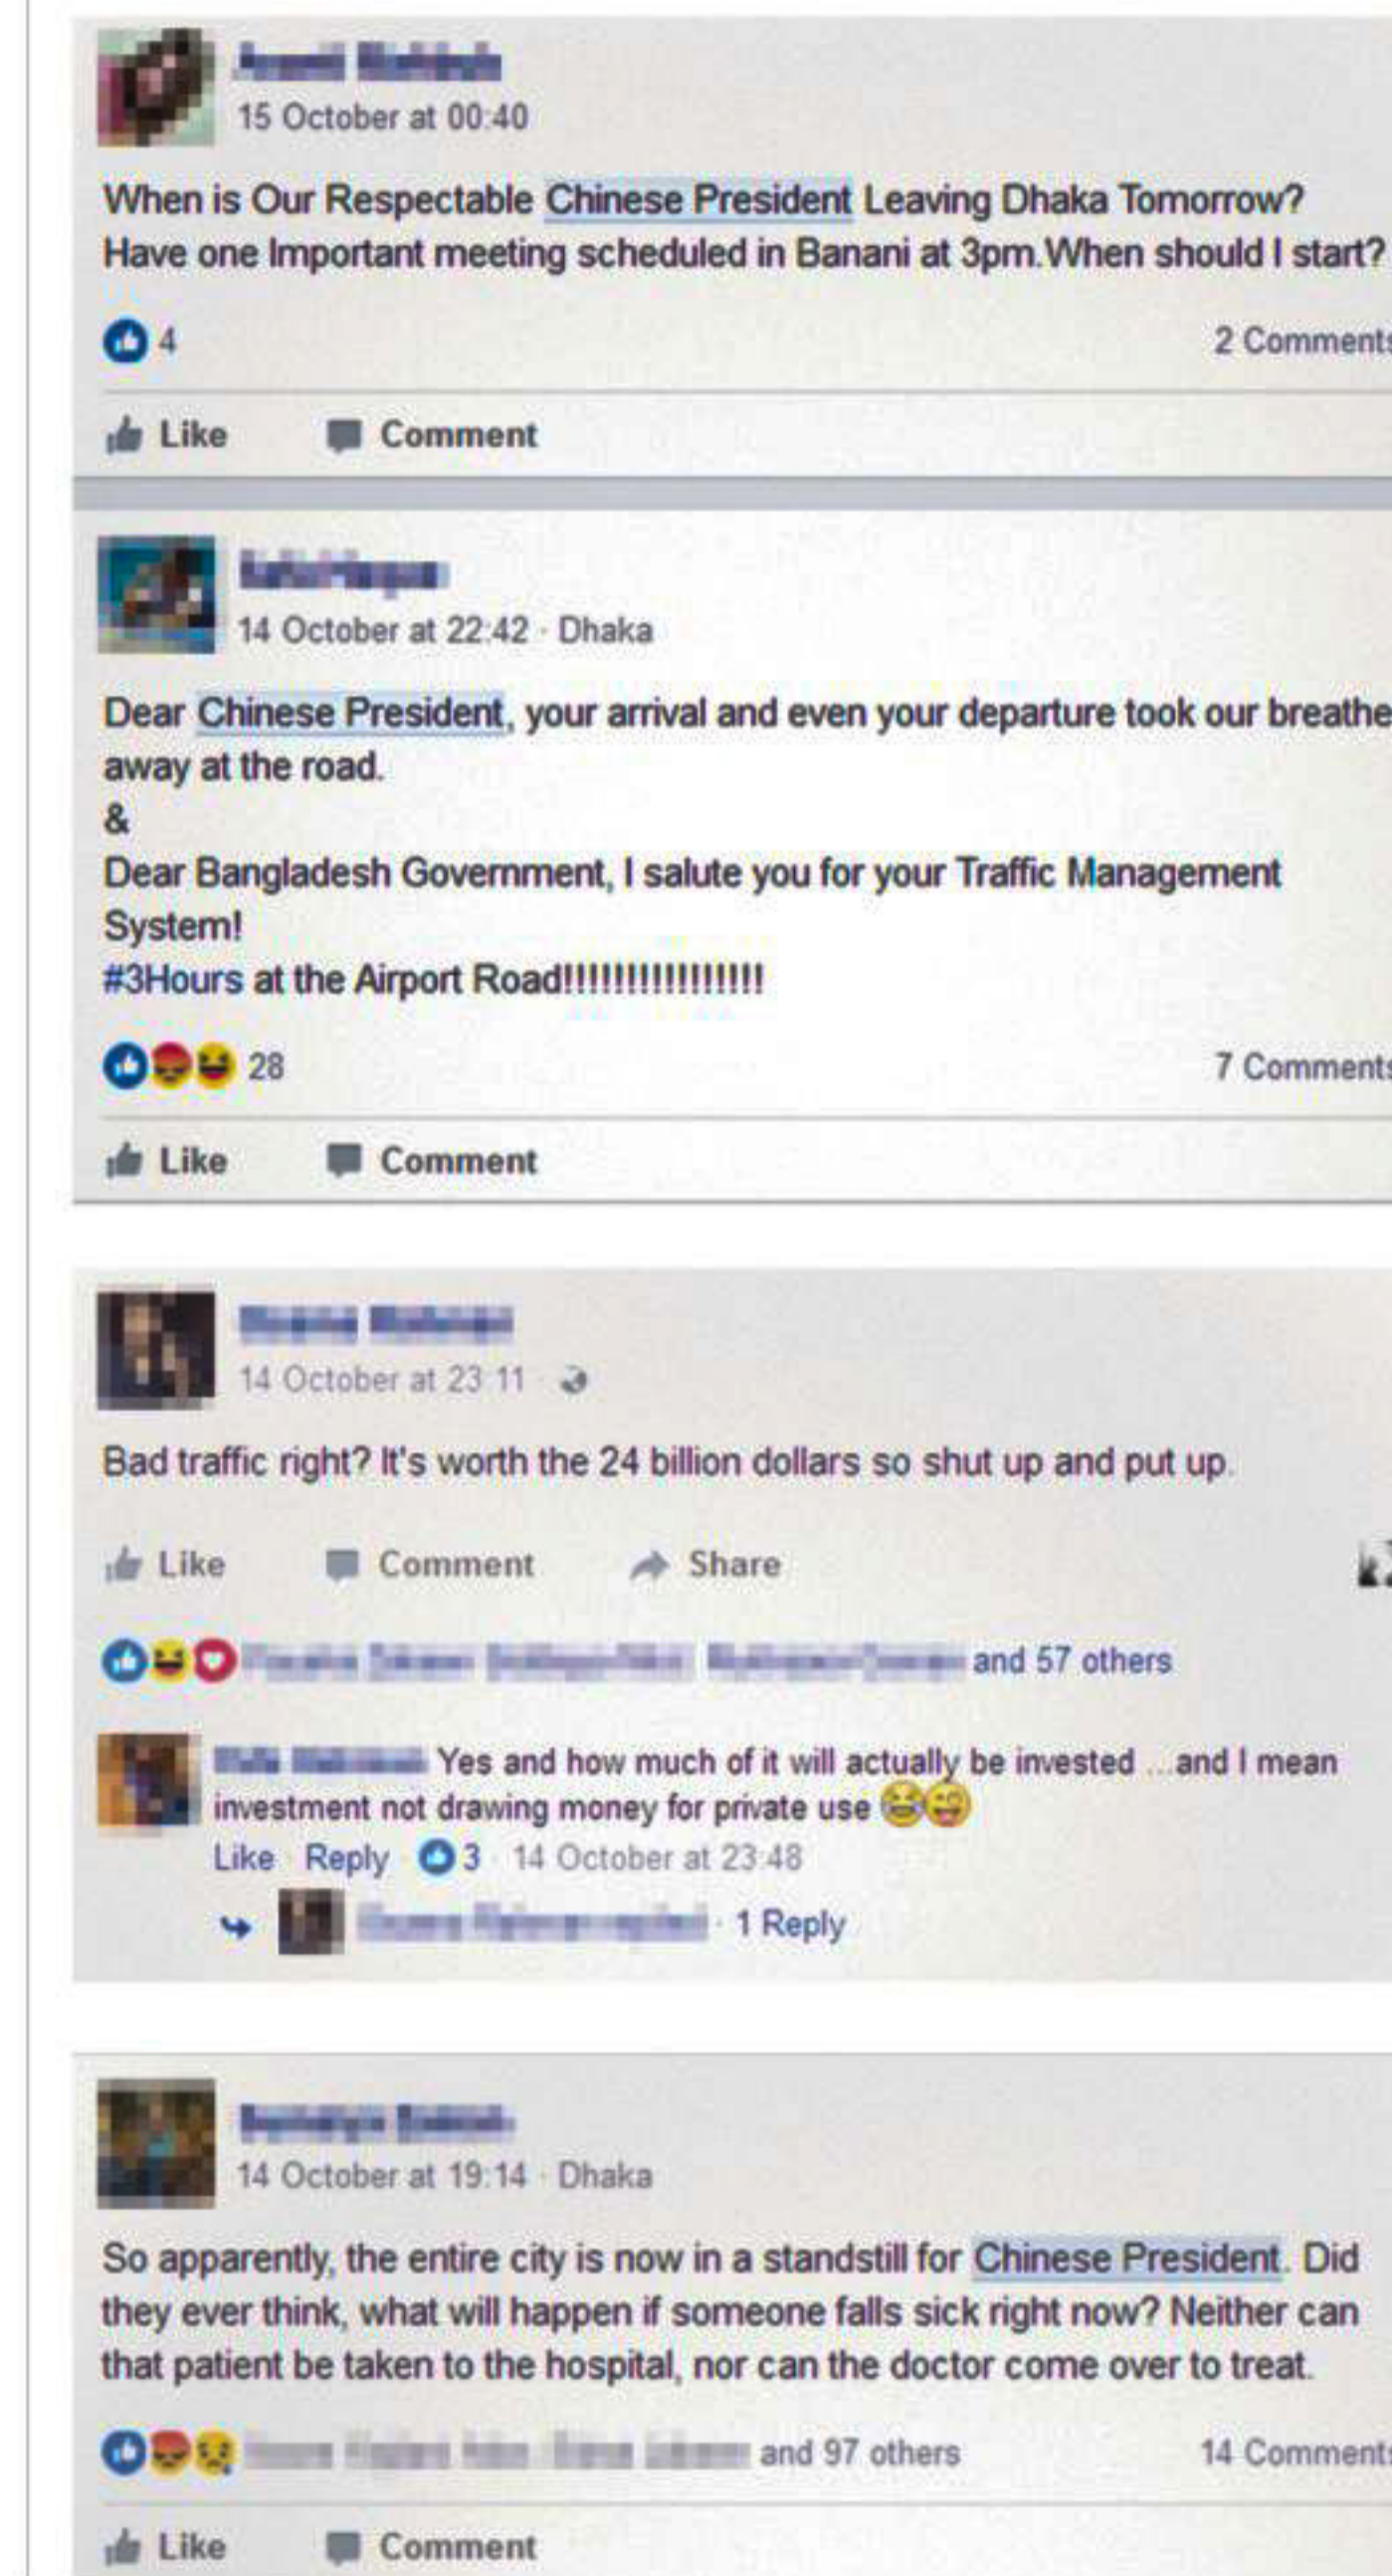 15 October at 00:40
When is Our Respectable Chinese President Leaving Dhaka Tomorrow?
Have one Important meeting scheduled in Banani at 3pm.When should I start?
4 2 Comments
Like Comment
14 October at 22:42 · Dhaka
Dear Chinese President, your arrival and even your departure took our breathe
away at the road.
&
Dear Bangladesh Government, I salute you for your Traffic Management
System!
#3Hours at the Airport Road!!!!!!!!!!!!!!!!
28 7 Comments
Like Comment
14 October at 23 11
Bad traffic right? It's worth the 24 billion dollars so shut up and put up.
Like Comment Share
and 57 others
Yes and how much of it will actually be invested ...and I mean
investment not drawing money for private use
Like · Reply · 3 · 14 October at 23:48
· 1 Reply
14 October at 19:14 · Dhaka
So apparently, the entire city is now in a standstill for Chinese President. Did
they ever think, what will happen if someone falls sick right now? Neither can
that patient be taken to the hospital, nor can the doctor come over to treat.
and 97 others 14 Comments
Like Comment